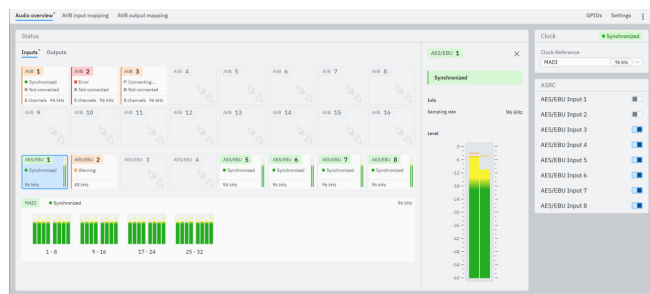 Audio overview* AVB input mapping AVB output mapping GPIOs Settings
Status
Inputs* Outputs
AVB 1 AVB 2 AVB 3 AVB 4 AVB 5 AVB 6 AVB 7 AVB 8
Synchronized Error Connecting...
Not connected Not connected Not connected
8 channels 96 kHz 8 channels 96 kHz 8 channels 96 kHz
AVB 9 AVB 10 AVB 11 AVB 12 AVB 13 AVB 14 AVB 15 AVB 16
AES/EBU 1 AES/EBU 2 AES/EBU 3 AES/EBU 4 AES/EBU 5 AES/EBU 6 AES/EBU 7 AES/EBU 8
Synchronized Warning Synchronized Synchronized Synchronized Synchronized
96 kHz 48 kHz 96 kHz 96 kHz 96 kHz 96 kHz
MADI Synchronized 96 kHz
1 - 8 9 - 16 17 - 24 25 - 32
AES/EBU 1
Synchronized
Info
Sampling rate 96 kHz
Level
0
-6
-12
-18
-24
-30
-36
-42
-48
-54
-60
Clock Synchronized
Clock Reference
MADI 96 kHz
ASRC
AES/EBU Input 1
AES/EBU Input 2
AES/EBU Input 3
AES/EBU Input 4
AES/EBU Input 5
AES/EBU Input 6
AES/EBU Input 7
AES/EBU Input 8